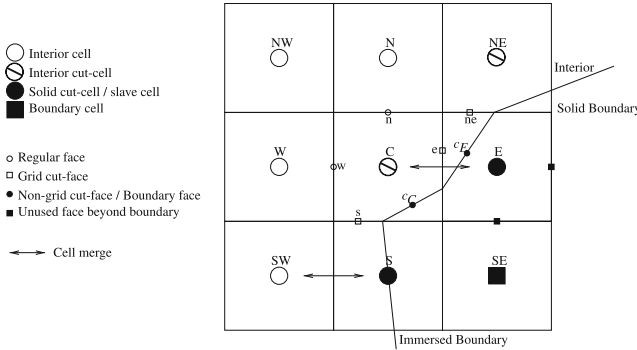 Interior cell
Interior cut-cell
Solid cut-cell / slave cell
Boundary cell
Regular face
Grid cut-face
Non-grid cut-face / Boundary face
Unused face beyond boundary
Cell merge
NW
N
NE
Interior
Solid Boundary
n
ne
W
w
C
e
c_E
E
c_C
s
SW
S
SE
Immersed Boundary